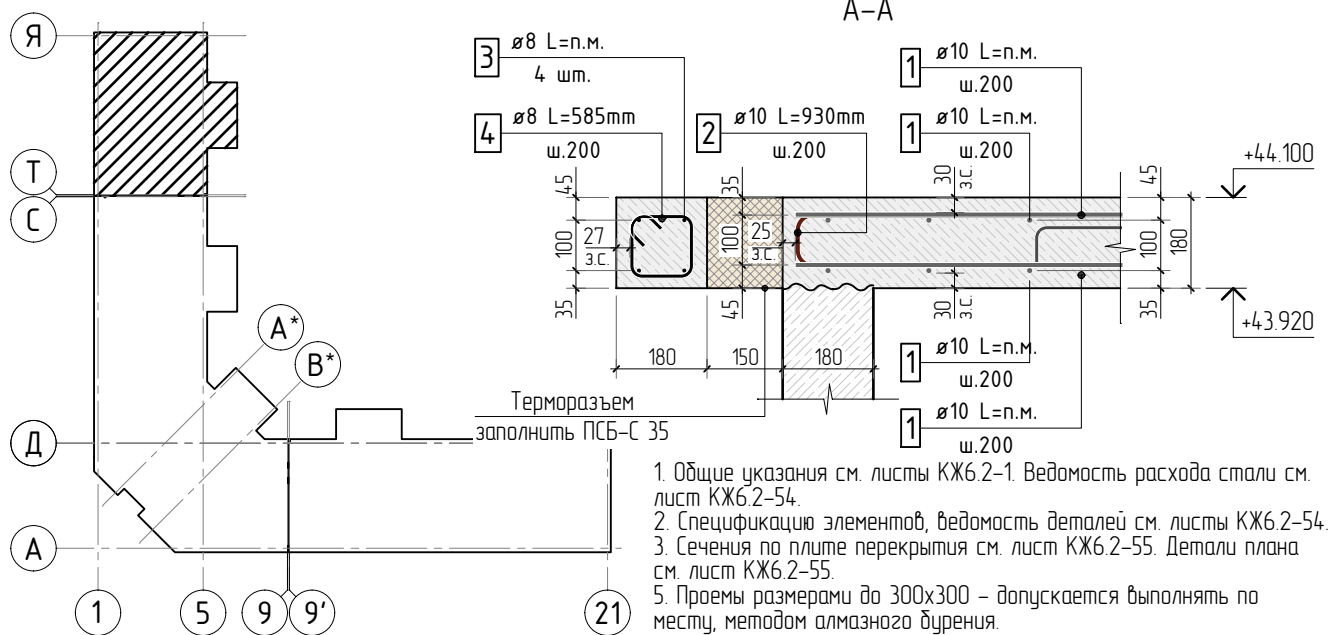 А-А
Я
Т
С
А*
В*
Д
А
1
5
9
9'
21
3
ø8 L=п.м.
4 шт.
4
ø8 L=585mm
ш.200
2
ø10 L=930mm
ш.200
1
ø10 L=п.м.
ш.200
1
ø10 L=п.м.
ш.200
+44.100
45
35
30
з.с.
45
100
27
з.с.
100
25
з.с.
100
180
35
45
30
з.с.
35
+43.920
180
150
180
1
ø10 L=п.м.
ш.200
1
ø10 L=п.м.
ш.200
Терморазъем
заполнить ПСБ-С 35
1. Общие указания см. листы КЖ6.2-1. Ведомость расхода стали см.
лист КЖ6.2-54.
2. Спецификацию элементов, ведомость деталей см. листы КЖ6.2-54.
3. Сечения по плите перекрытия см. лист КЖ6.2-55. Детали плана
см. лист КЖ6.2-55.
5. Проемы размерами до 300х300 - допускается выполнять по
месту, методом алмазного бурения.